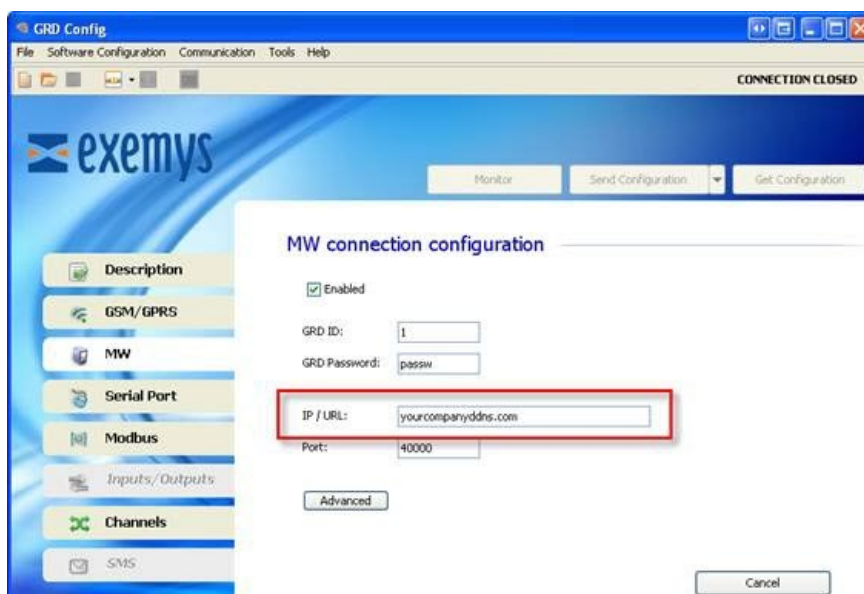 GRD Config
File Software Configuration Communication Tools Help
CONNECTION CLOSED
exemys
Monitor Send Configuration Get Configuration
MW connection configuration
Description
Enabled
GSM/GPRS
GRD ID: 1
MW
GRD Password: passw
Serial Port
IP / URL: yourcompanyddns.com
Modbus
Port: 40000
Inputs/Outputs
Advanced
Channels
SMS
Cancel